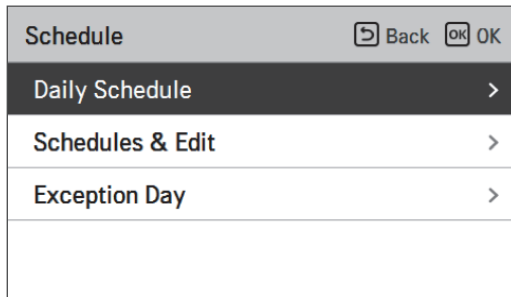 Schedule Back OK OK
Daily Schedule >
Schedules & Edit >
Exception Day >